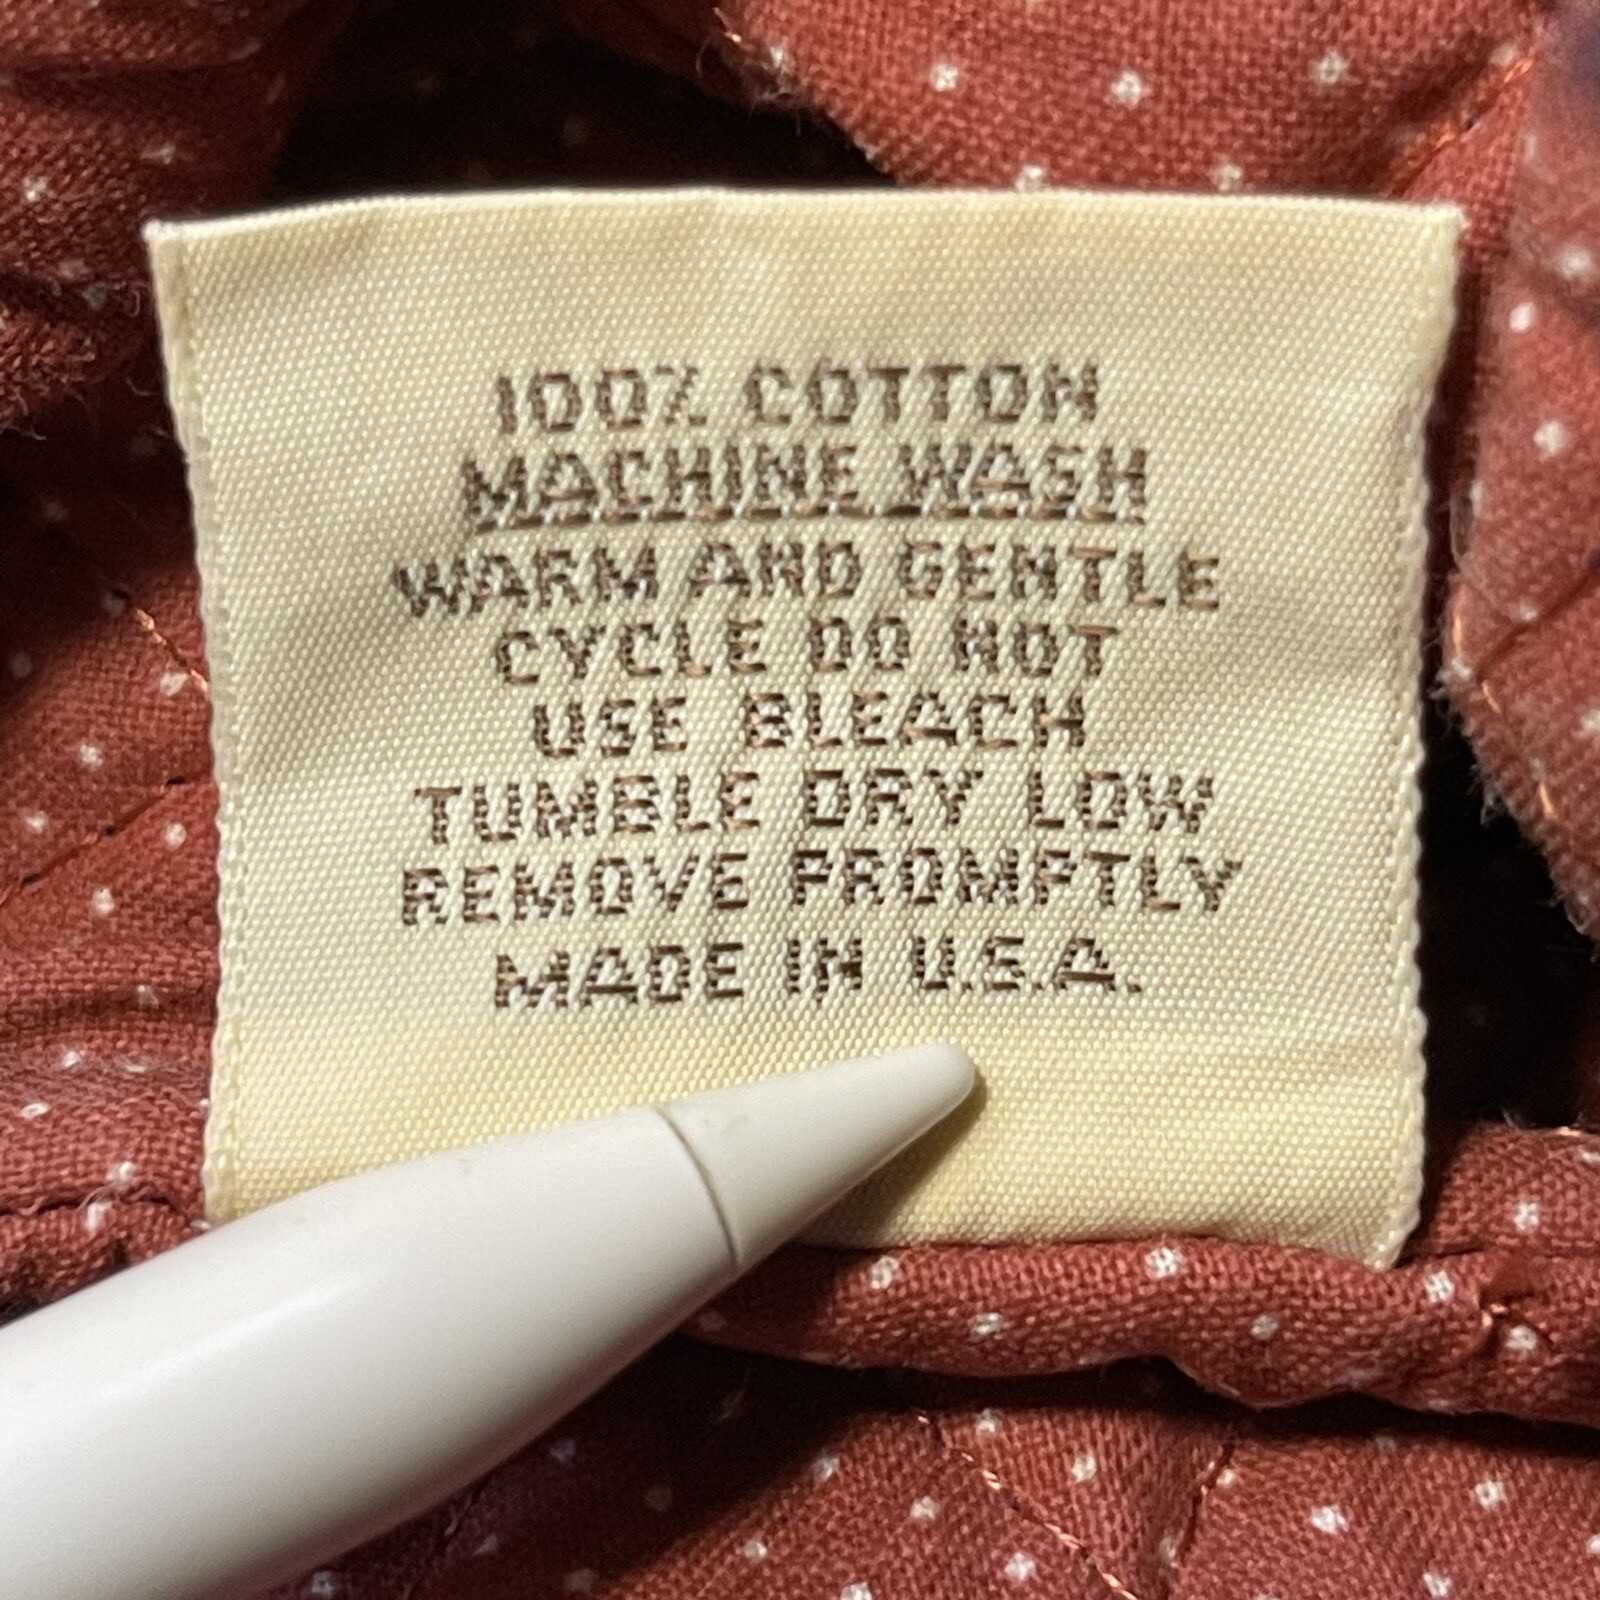 100% COTTON
MACHINE WASH
WARM AND GENTLE
CYCLE DO NOT
USE BLEACH
TUMBLE DRY LOW
REMOVE PROMPTLY
MADE IN U.S.A.